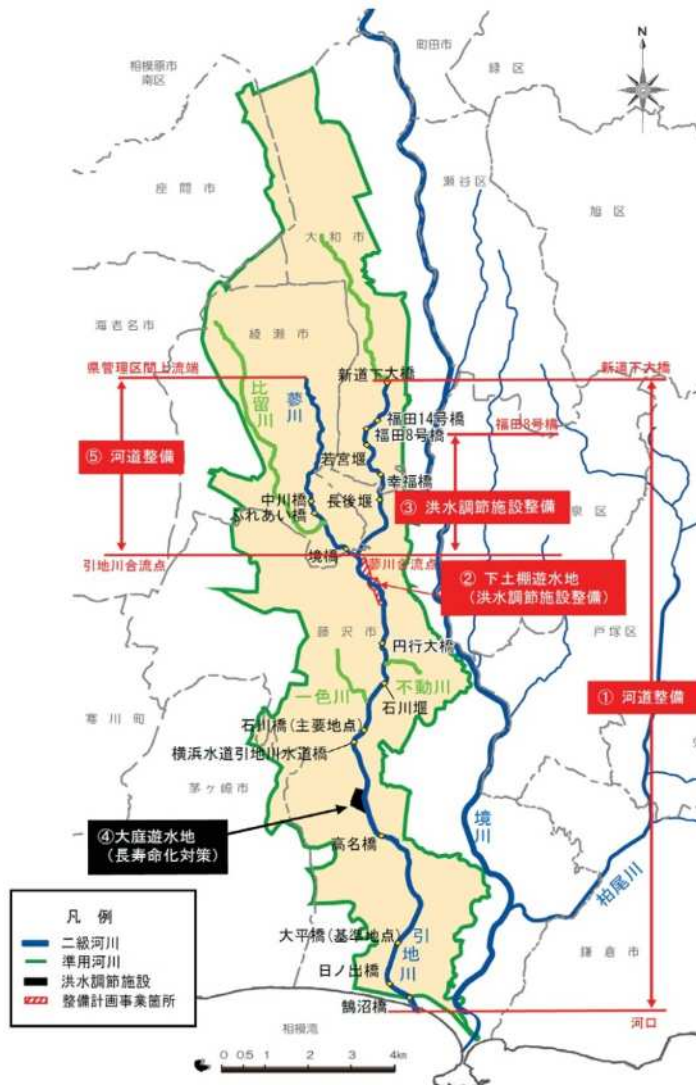 町田市
緑区
N
相模原市
南区
瀬谷区
座間市
旭区
大和市
海老名市
綾瀬市
県管理区間上流端
新道下大橋
新道下大橋
比留川
蓼川
福田14号橋
福田8号橋
福田8号橋
若宮堰
⑤ 河道整備
幸福橋
中川橋
長後堰
③ 洪水調節施設整備
泉区
ふれあい橋
境橋
引地川合流点
蓼川合流点
② 下土棚遊水地
（洪水調節施設整備）
藤沢市
戸塚区
円行大橋
一色川
不動川
① 河道整備
石川堰
寒川町
石川橋(主要地点)
横浜水道引地川水道橋
茅ヶ崎市
境川
④大庭遊水地
（長寿命化対策）
高名橋
柏尾川
凡 例
二級河川
準用河川
洪水調節施設
整備計画事業箇所
大平橋(基準地点)
引地川
鎌倉市
日ノ出橋
鵠沼橋
河口
相模湾
0 0.5 1 2 3 4km